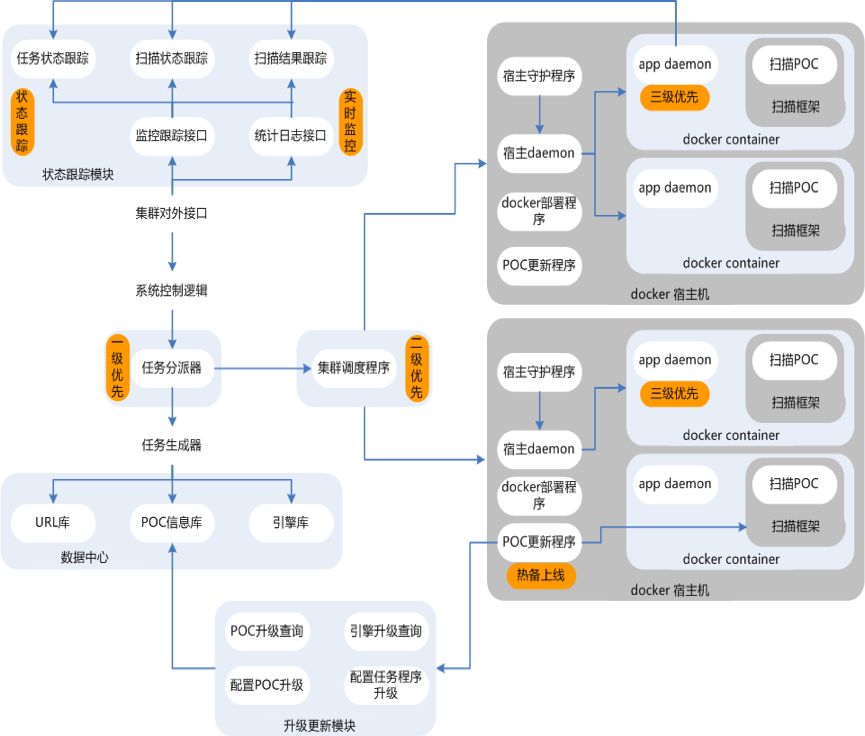 任务状态跟踪
扫描状态跟踪
扫描结果跟踪
状态跟踪
实时监控
监控跟踪接口
统计日志接口
状态跟踪模块
集群对外接口
系统控制逻辑
一级优先
任务分派器
集群调度程序
二级优先
任务生成器
URL库
POC信息库
引擎库
数据中心
POC升级查询
引擎升级查询
配置POC升级
配置任务程序
升级
升级更新模块
宿主守护程序
宿主daemon
docker部署程
序
POC更新程序
app daemon
三级优先
扫描POC
扫描框架
docker container
app daemon
扫描POC
扫描框架
docker container
docker 宿主机
宿主守护程序
宿主daemon
docker部署程
序
POC更新程序
热备上线
app daemon
三级优先
扫描POC
扫描框架
docker container
app daemon
扫描POC
扫描框架
docker container
docker 宿主机